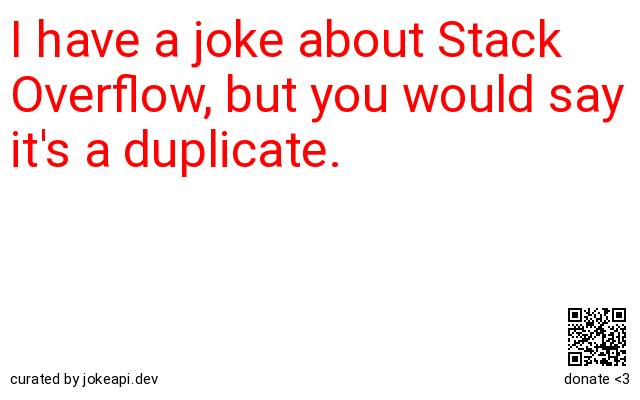 I have a joke about Stack
Overflow, but you would say
it's a duplicate.
curated by jokeapi.dev
donate <3